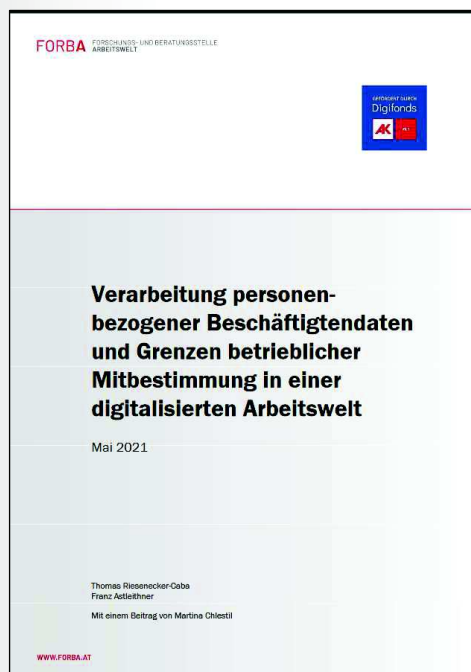 FORBA FORSCHUNGS- UND BERATUNGSSTELLE
ARBEITSWELT
GEFÖRDERT DURCH
Digifonds
AK
Verarbeitung personen-
bezogener Beschäftigtendaten
und Grenzen betrieblicher
Mitbestimmung in einer
digitalisierten Arbeitswelt
Mai 2021
Thomas Riesenecker-Caba
Franz Astleithner
Mit einem Beitrag von Martina Chlestil
WWW.FORBA.AT